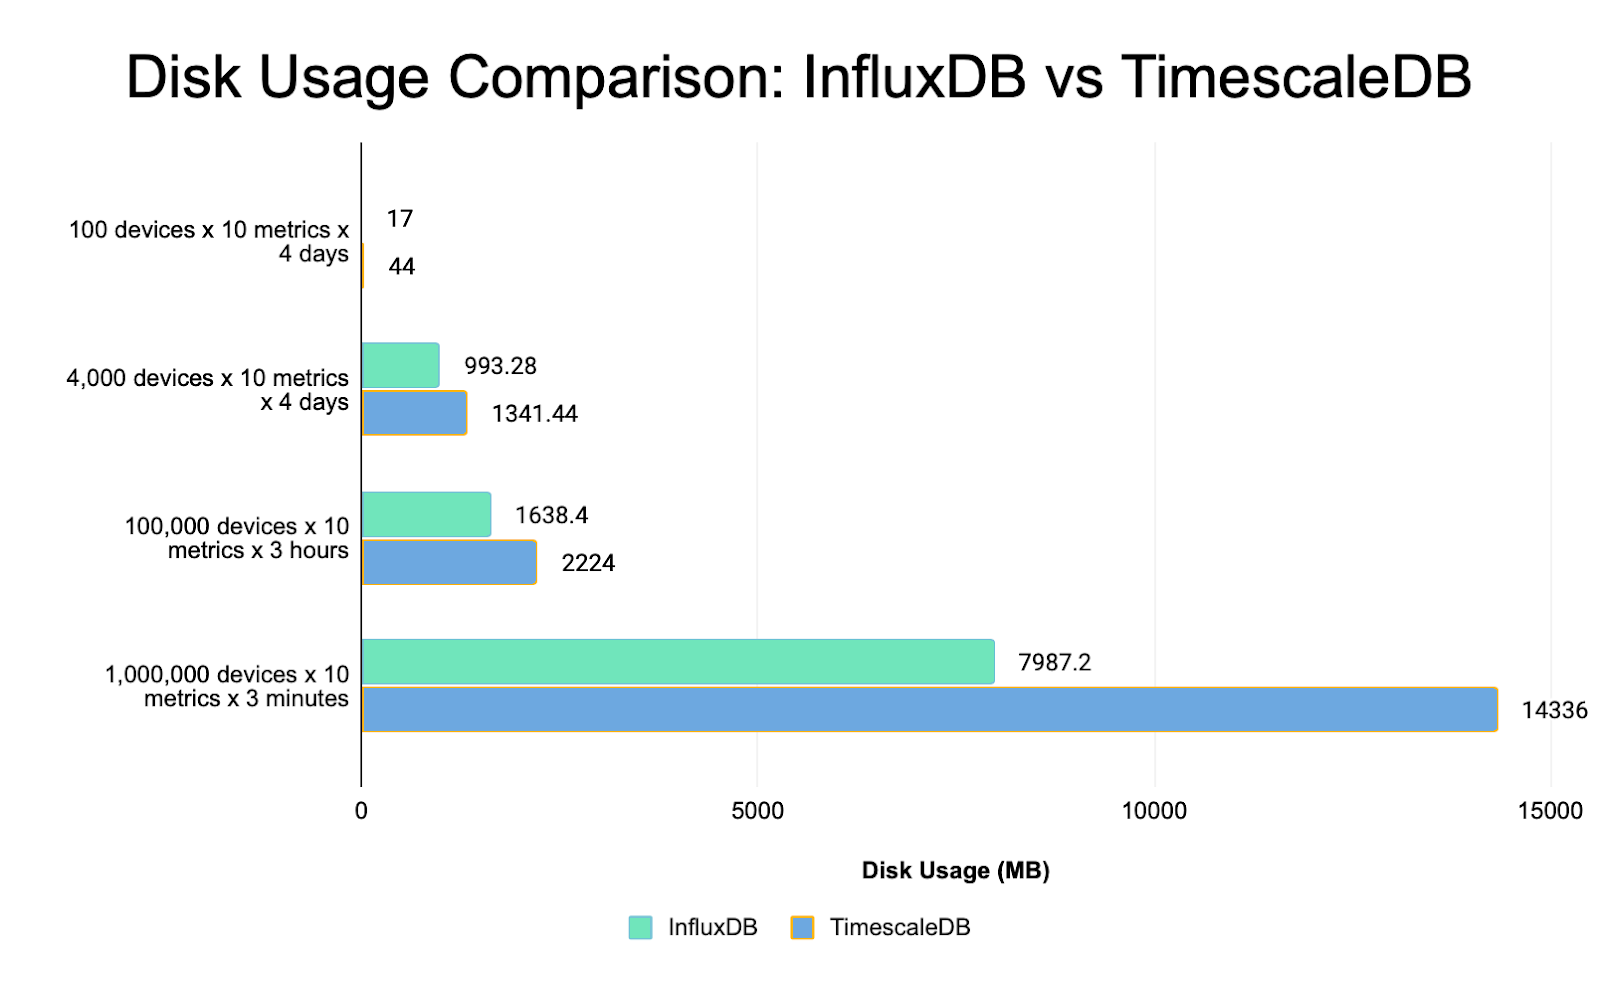 Disk Usage Comparison: InfluxDB vs TimescaleDB
100 devices x 10 metrics x
4 days
17
44
4,000 devices x 10 metrics
x 4 days
993.28
1341.44
100,000 devices x 10
metrics x 3 hours
1638.4
2224
1,000,000 devices x 10
metrics x 3 minutes
7987.2
14336
0 5000 10000 15000
Disk Usage (MB)
InfluxDB TimescaleDB